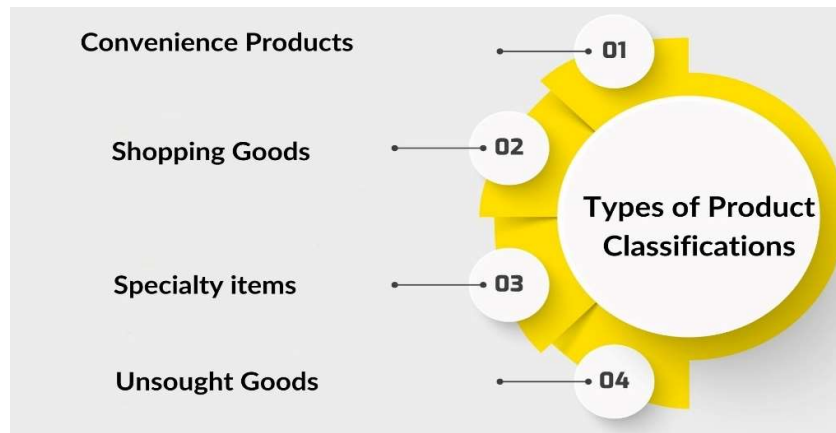 Convenience Products
01
Shopping Goods
02
Types of Product
Classifications
Specialty items
03
Unsought Goods
04